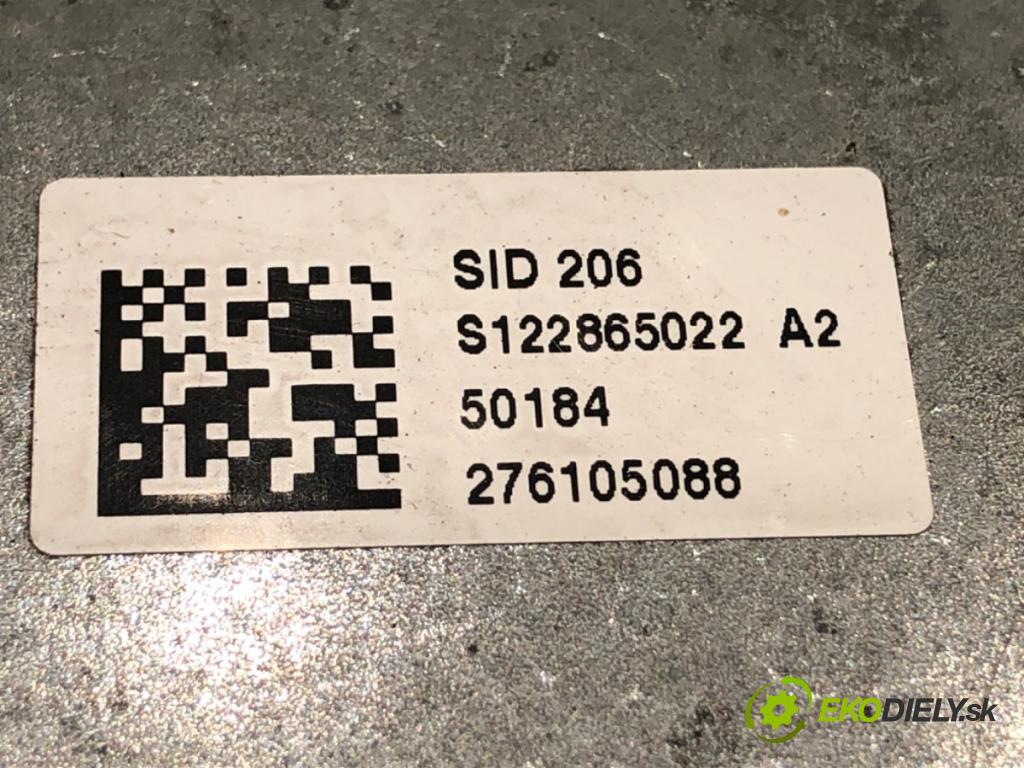 SID 206
S122865022 A2
50184
276105088
EKODIELY.sk